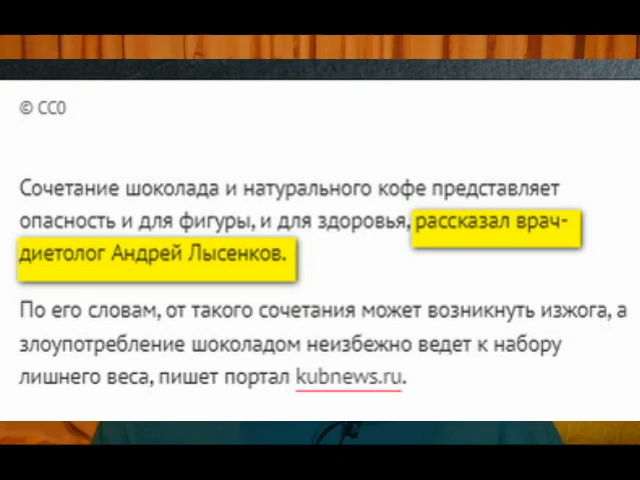 © CC0
Сочетание шоколада и натурального кофе представляет
опасность и для фигуры, и для здоровья, рассказал врач-
диетолог Андрей Лысенков.
По его словам, от такого сочетания может возникнуть изжога, а
злоупотребление шоколадом неизбежно ведет к набору
лишнего веса, пишет портал kubnews.ru.